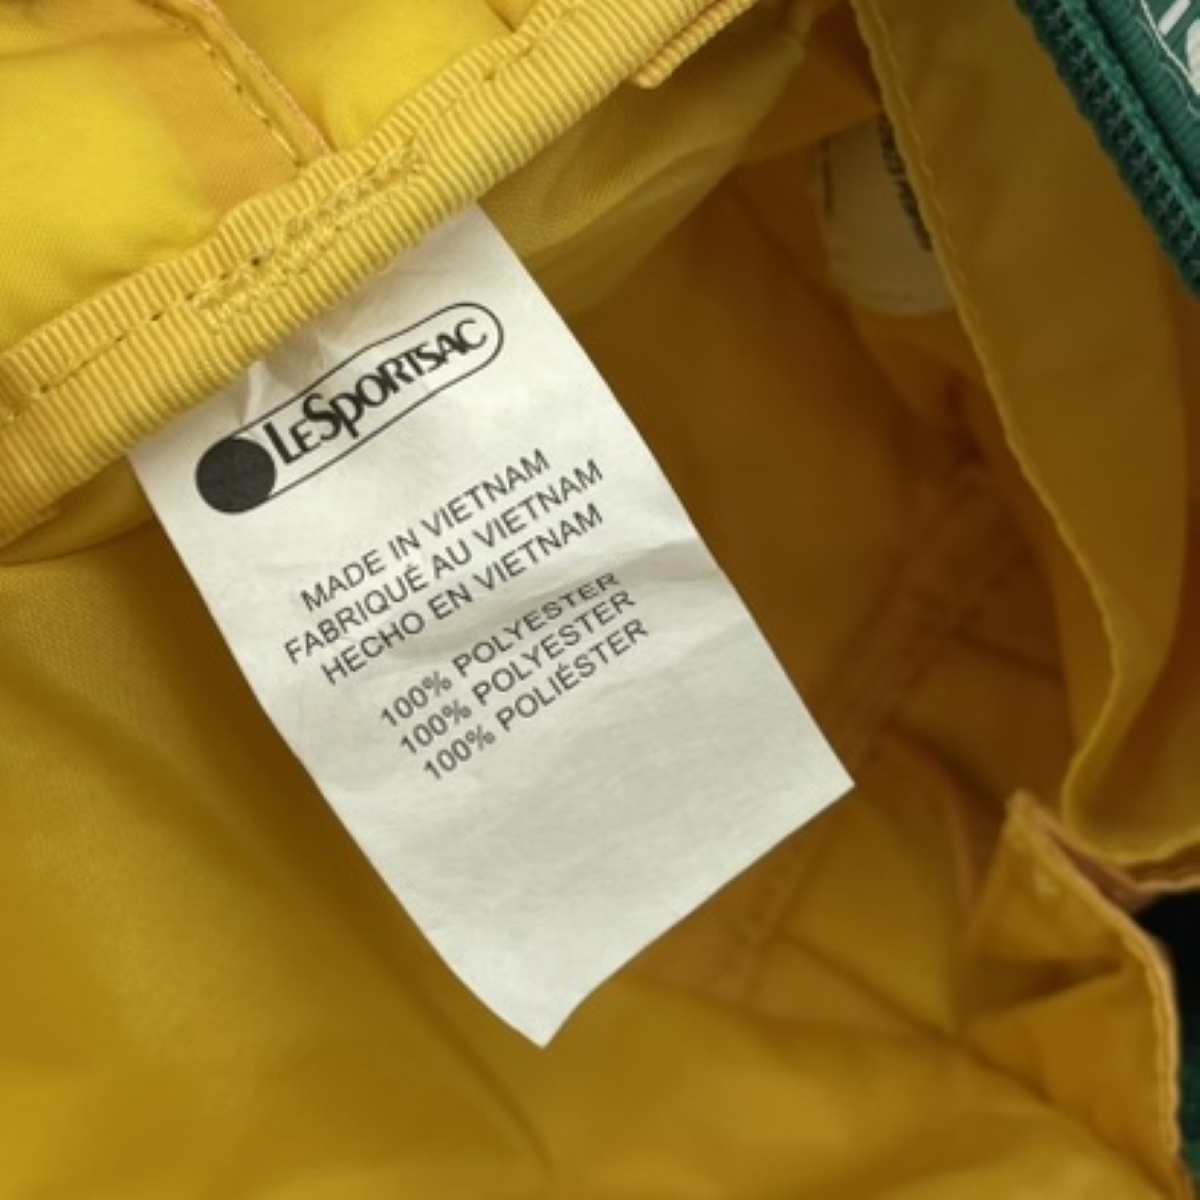 LeSportsac
MADE IN VIETNAM
FABRIQUÉ AU VIETNAM
HECHO EN VIETNAM
100% POLYESTER
100% POLYESTER
100% POLIÉSTER